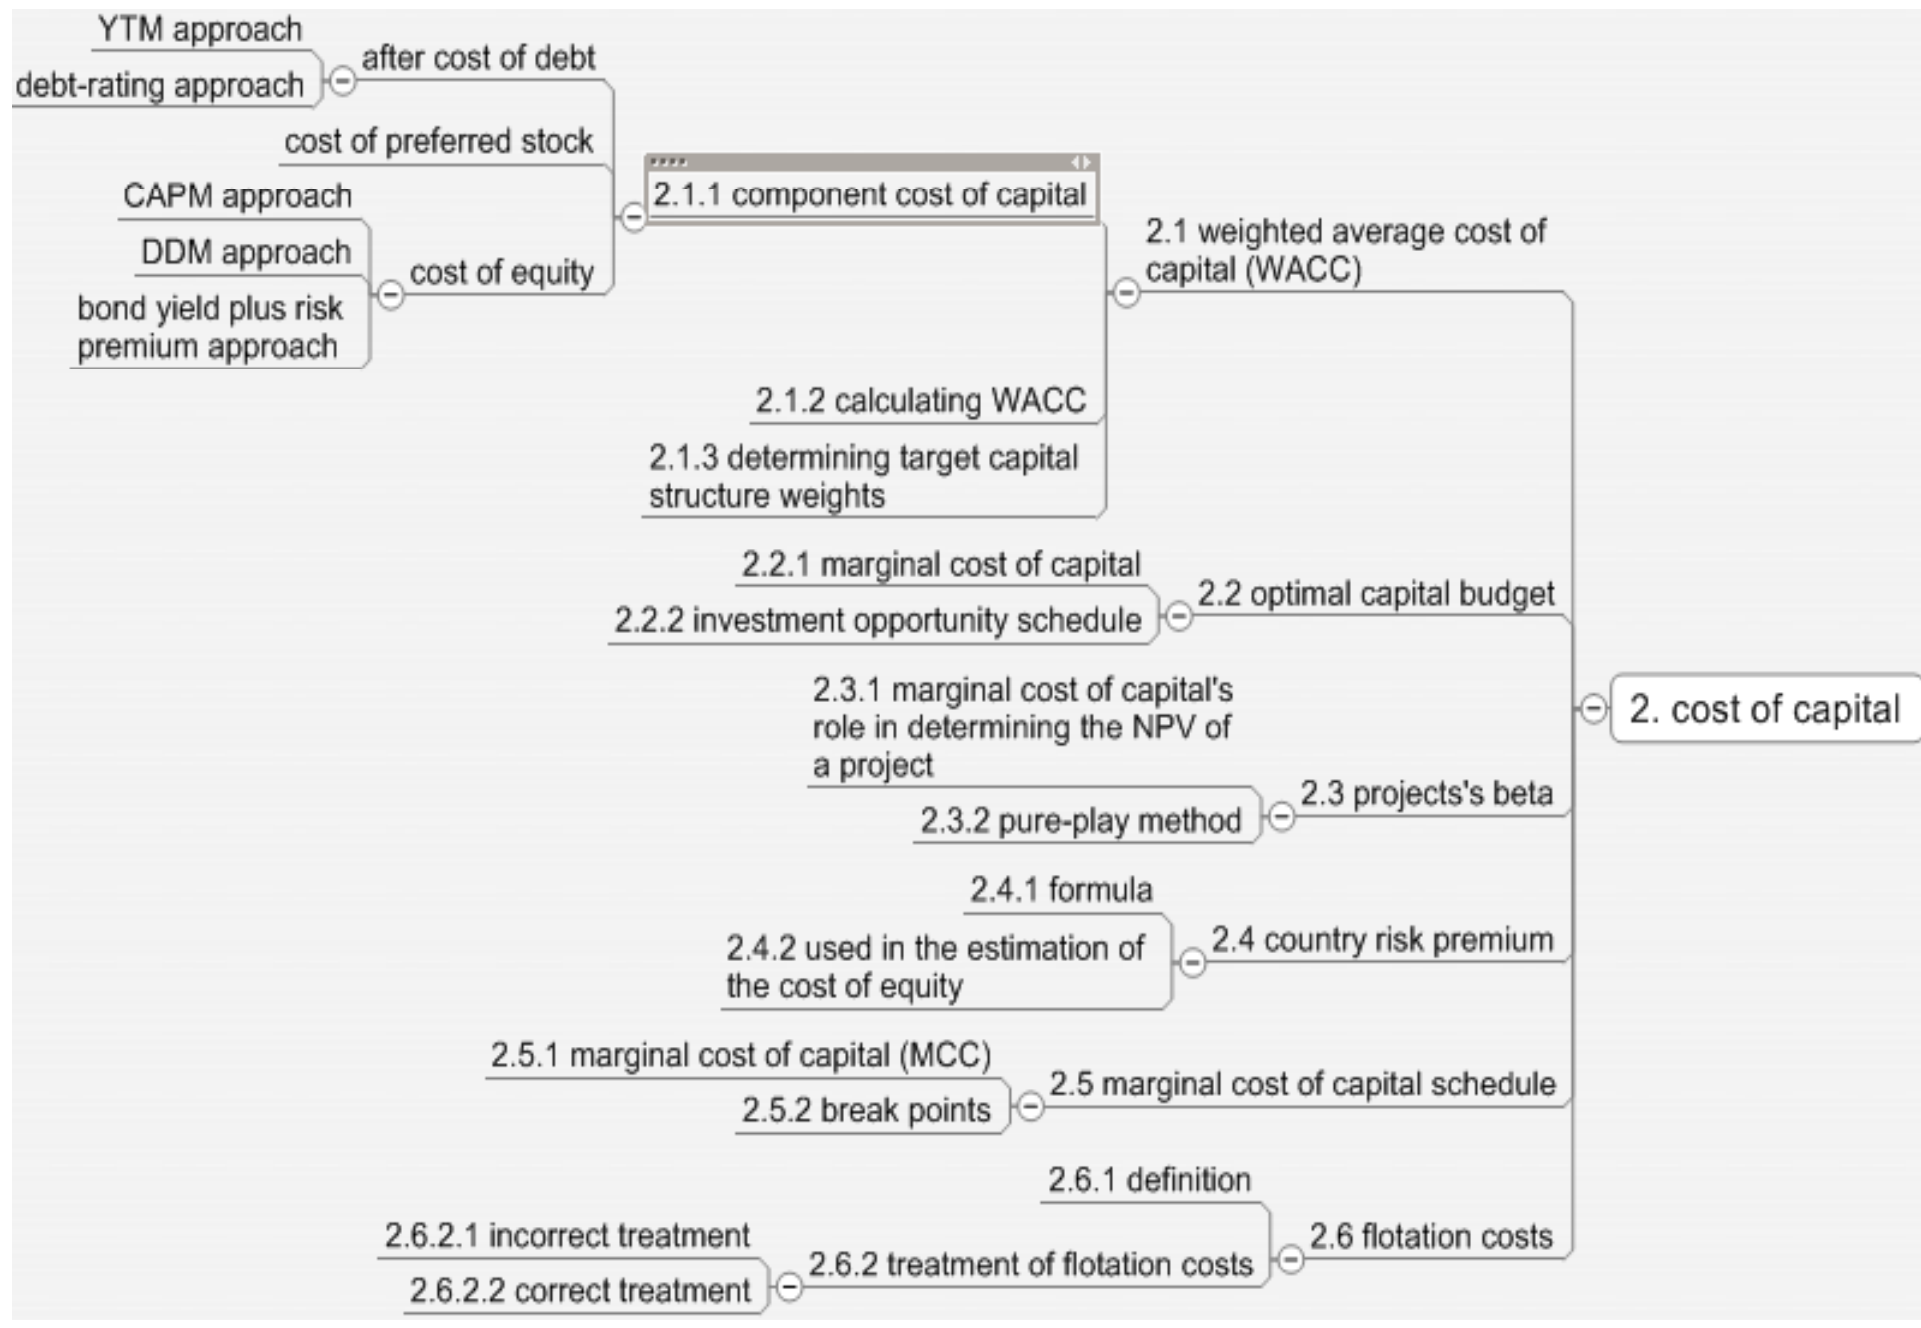 YTM approach
after cost of debt
debt-rating approach
cost of preferred stock
2.1.1 component cost of capital
CAPM approach
2.1 weighted average cost of
capital (WACC)
DDM approach
cost of equity
bond yield plus risk
premium approach
2.1.2 calculating WACC
2.1.3 determining target capital
structure weights
2.2.1 marginal cost of capital
2.2 optimal capital budget
2.2.2 investment opportunity schedule
2.3.1 marginal cost of capital's
role in determining the NPV of
a project
2. cost of capital
2.3 projects's beta
2.3.2 pure-play method
2.4.1 formula
2.4 country risk premium
2.4.2 used in the estimation of
the cost of equity
2.5.1 marginal cost of capital (MCC)
2.5 marginal cost of capital schedule
2.5.2 break points
2.6.1 definition
2.6 flotation costs
2.6.2.1 incorrect treatment
2.6.2 treatment of flotation costs
2.6.2.2 correct treatment